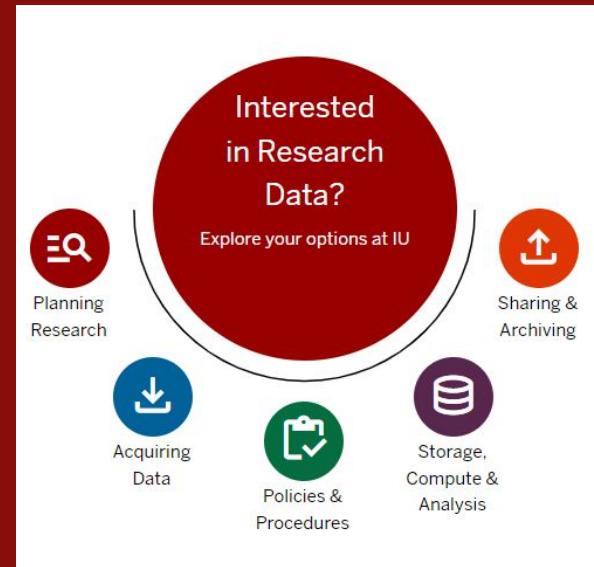 Interested
in Research
Data?
Explore your options at IU
Planning
Research
Acquiring
Data
Policies &
Procedures
Storage,
Compute &
Analysis
Sharing &
Archiving